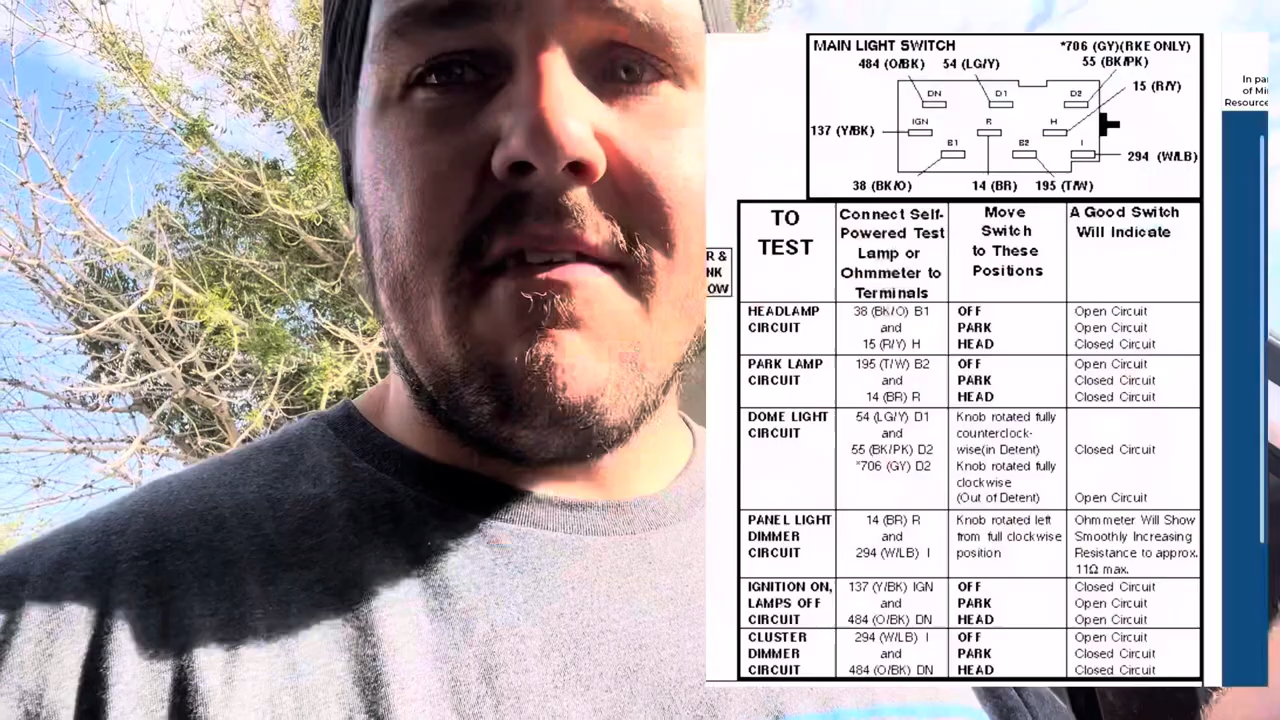 MAIN LIGHT SWITCH
*706 (GY)(RKE ONLY)
484 (O/BK)
54 (LG/Y)
55 (BK/PK)
15 (R/Y)
DN
D1
D2
137 (Y/BK)
IGN
R
H
B1
B2
I
294 (W/LB)
38 (BK/O)
14 (BR)
195 (T/W)
In pa
of Mi
Resource
R &
NK
OW
TO
TEST
Connect Self-
Powered Test
Lamp or
Ohmmeter to
Terminals
Move
Switch
to These
Positions
A Good Switch
Will Indicate
HEADLAMP
CIRCUIT
38 (BK/O) B1
and
15 (R/Y) H
OFF
PARK
HEAD
Open Circuit
Open Circuit
Closed Circuit
PARK LAMP
CIRCUIT
195 (T/W) B2
and
14 (BR) R
OFF
PARK
HEAD
Open Circuit
Closed Circuit
Closed Circuit
DOME LIGHT
CIRCUIT
54 (LG/Y) D1
and
55 (BK/PK) D2
*706 (GY) D2
Knob rotated fully
counterclock-
wise(in Detent)
Knob rotated fully
clockwise
(Out of Detent)
Closed Circuit
Open Circuit
PANEL LIGHT
DIMMER
CIRCUIT
14 (BR) R
and
294 (W/LB) I
Knob rotated left
from full clockwise
position
Ohmmeter Will Show
Smoothly Increasing
Resistance to approx.
11Ω max.
IGNITION ON,
LAMPS OFF
CIRCUIT
137 (Y/BK) IGN
and
484 (O/BK) DN
OFF
PARK
HEAD
Closed Circuit
Open Circuit
Open Circuit
CLUSTER
DIMMER
CIRCUIT
294 (W/LB) I
and
484 (O/BK) DN
OFF
PARK
HEAD
Open Circuit
Closed Circuit
Closed Circuit